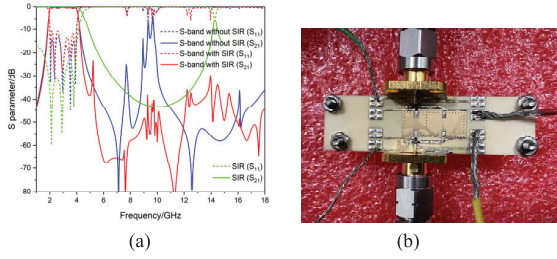 (a)
S parameter/dB
0
10
20
30
40
50
60
70
80
S-band without SIR (S11)
S-band without SIR (S21)
S-band with SIR (S11)
S-band with SIR (S21)
SIR (S11)
SIR (S21)
0 2 4 6 8 10 12 14 16 18
Frequency/GHz
(a)
(b)